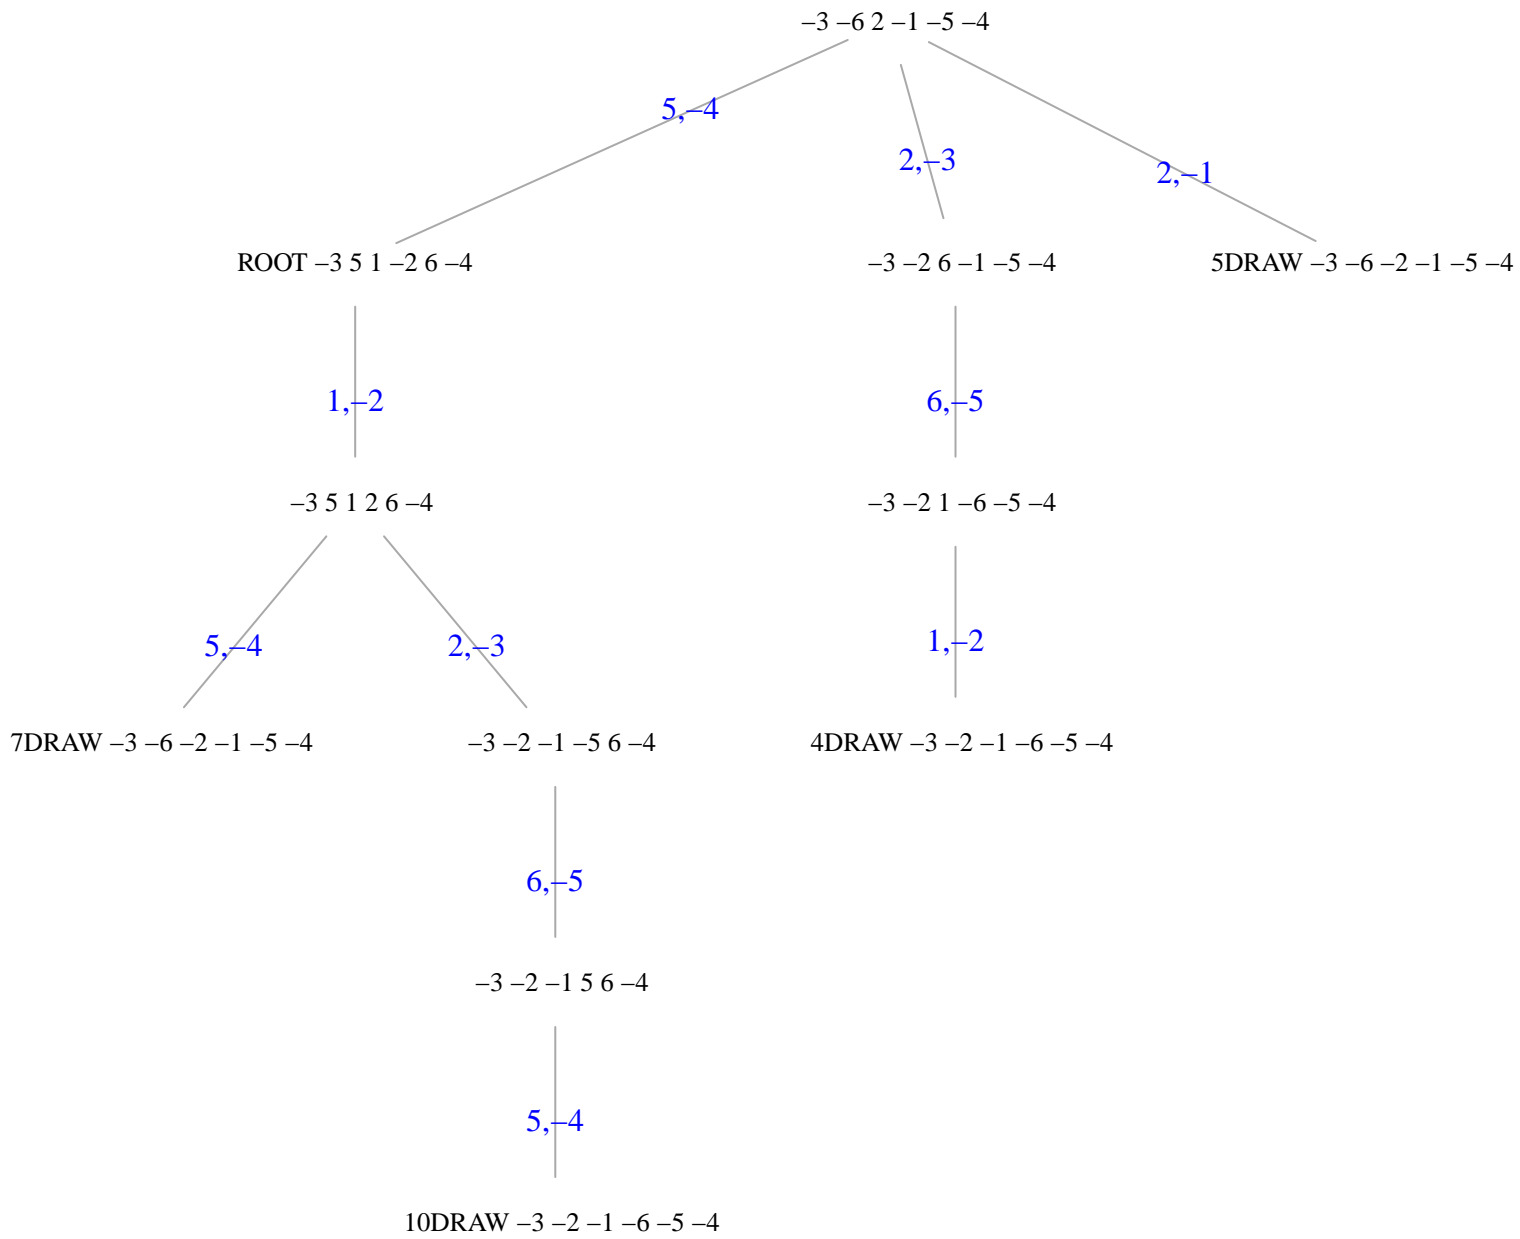 –3 –6 2 –1 –5 –4
5,–4
2,–3
2,–1
ROOT –3 5 1 –2 6 –4
–3 –2 6 –1 –5 –4
5DRAW –3 –6 –2 –1 –5 –4
1,–2
6,–5
–3 5 1 2 6 –4
–3 –2 1 –6 –5 –4
5,–4
2,–3
1,–2
7DRAW –3 –6 –2 –1 –5 –4
–3 –2 –1 –5 6 –4
4DRAW –3 –2 –1 –6 –5 –4
6,–5
–3 –2 –1 5 6 –4
5,–4
10DRAW –3 –2 –1 –6 –5 –4